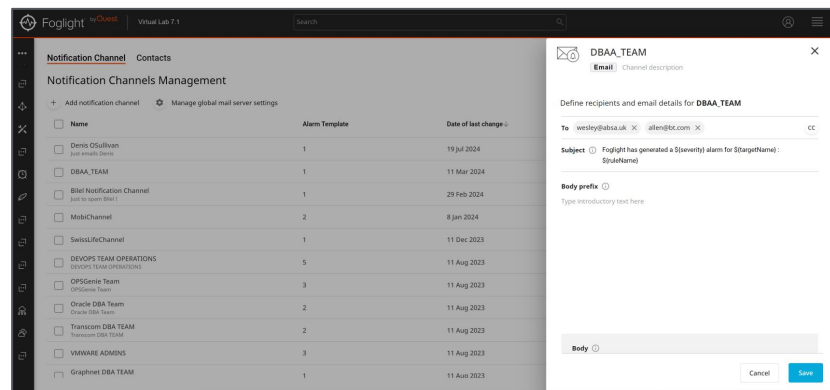 Foglight by Quest Virtual Lab 7.1 Search
Notification Channel Contacts
Notification Channels Management
+ Add notification channel Manage global mail server settings
Name Alarm Template Date of last change
Denis OSullivan 1 19 Jul 2024
Just emails Denis
DBAA_TEAM 1 11 Mar 2024
Bilel Notification Channel 1 29 Feb 2024
Just to spam Bilel !
MobiChannel 2 8 Jan 2024
SwissLifeChannel 1 11 Dec 2023
DEVOPS TEAM OPERATIONS 5 11 Aug 2023
DEVOPS TEAM OPERATIONS
OPSGenie Team 3 11 Aug 2023
OPSGenie Team
Oracle DBA Team 2 11 Aug 2023
Oracle DBA Team
Transcom DBA TEAM 2 11 Aug 2023
Transcom DBA TEAM
VMWARE ADMINS 3 11 Aug 2023
Graphnet DBA TEAM 1 11 Aug 2023
DBAA_TEAM
Email Channel description
Define recipients and email details for DBAA_TEAM
To wesley@absa.uk allen@bt.com CC
Subject Foglight has generated a ${severity} alarm for ${targetName} :
${ruleName}
Body prefix
Type introductory text here
Body
Cancel Save